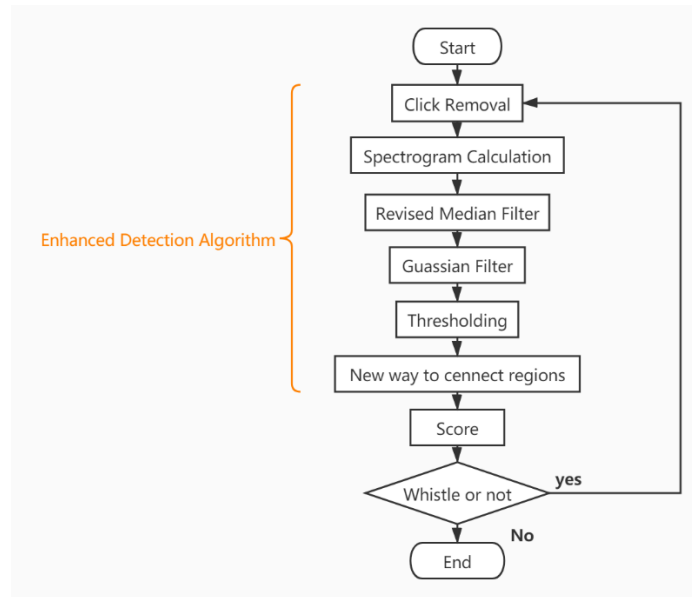 Start
Click Removal
Spectrogram Calculation
Revised Median Filter
Enhanced Detection Algorithm
Guassian Filter
Thresholding
New way to cennect regions
Score
Whistle or not
yes
No
End